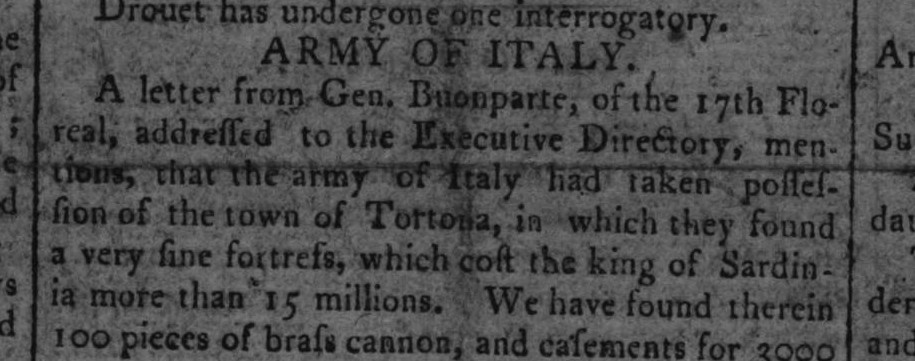 Drouet has undergone one interrogatory.
ARMY OF ITALY.
A letter from Gen. Buonparte, of the 17th Flo-
real, addreſſed to the Executive Directory, men-
tions, that the army of Italy had taken poſſeſ-
ſion of the town of Tortona, in which they found
a very fine fortreſs, which coſt the king of Sardin-
ia more than 15 millions. We have found therein
100 pieces of braſs cannon, and caſements for 3000